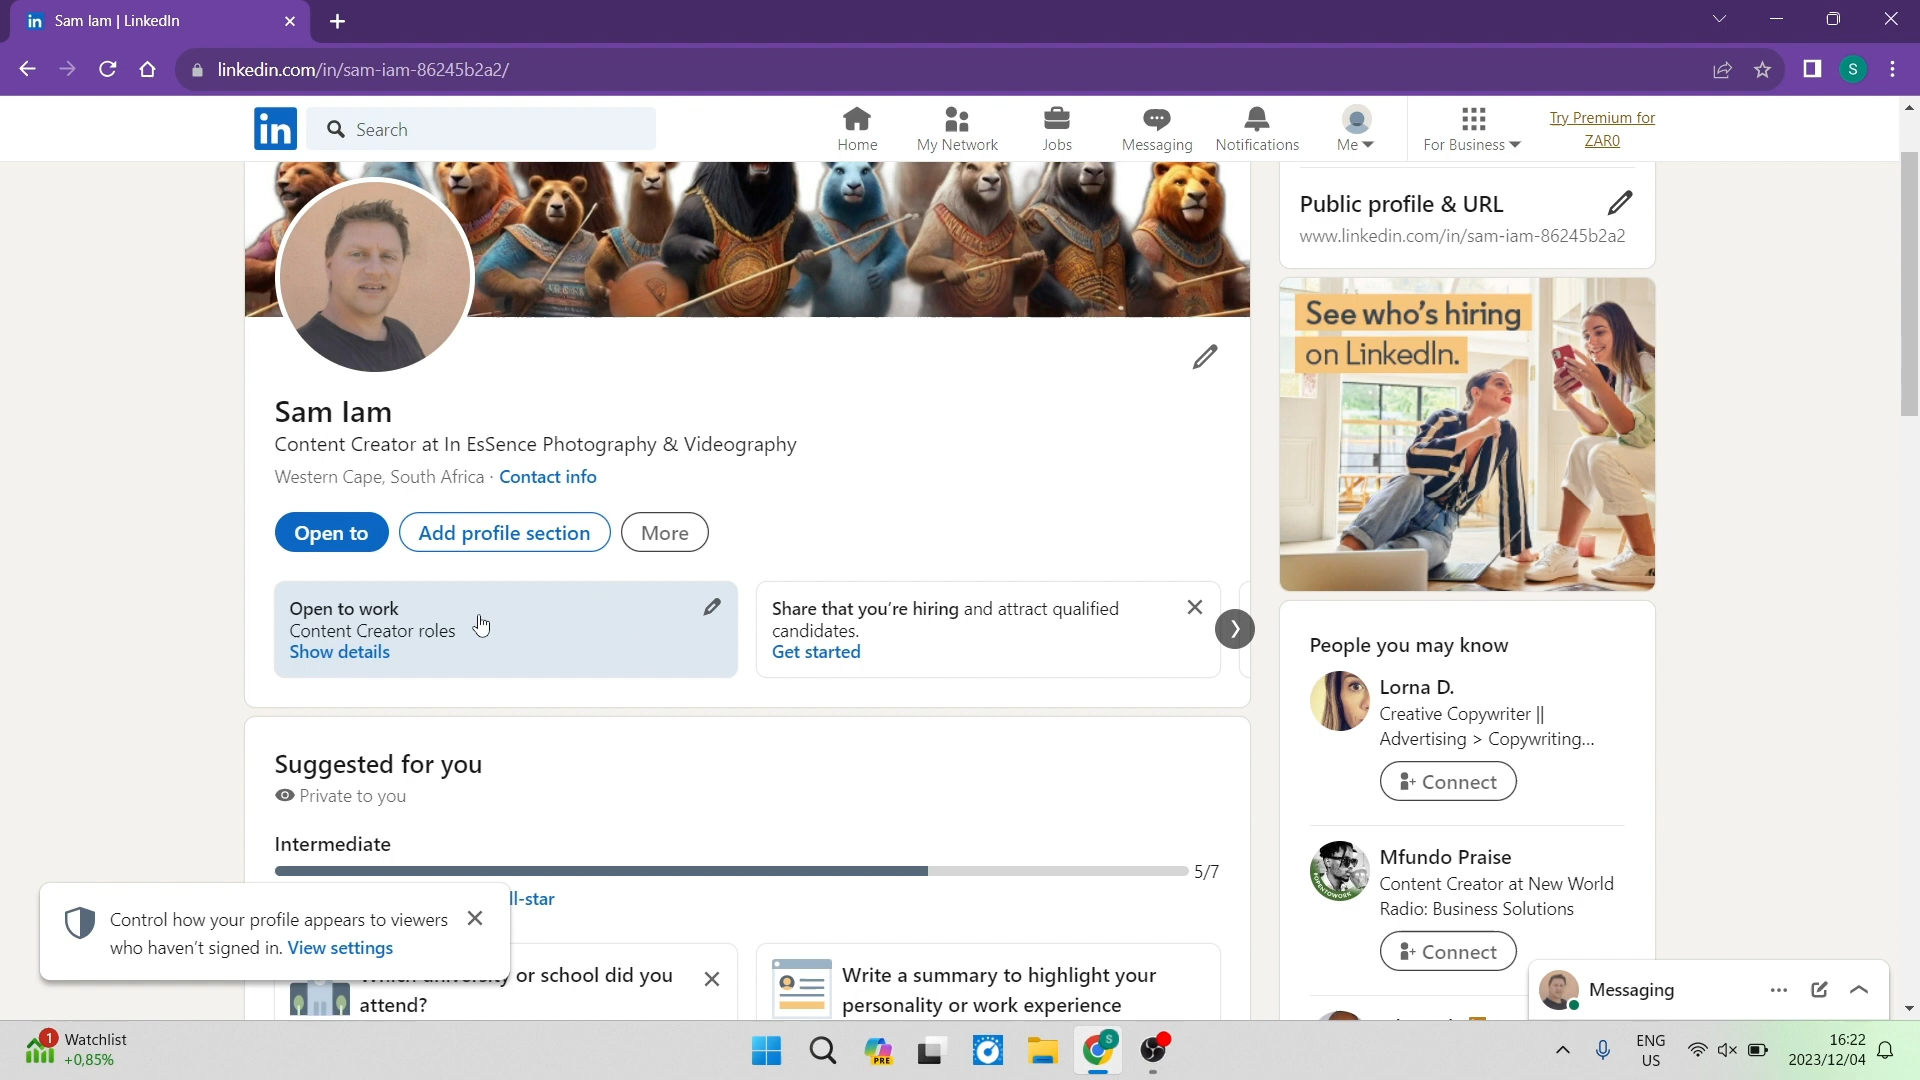 Sam Iam | LinkedIn
linkedin.com/in/sam-iam-86245b2a2/
S
in
Search
Home
My Network
Jobs
Messaging
Notifications
Me
For Business
Try Premium for
ZAR0
Public profile & URL
www.linkedin.com/in/sam-iam-86245b2a2
See who's hiring
on LinkedIn.
Sam Iam
Content Creator at In EsSence Photography & Videography
Western Cape, South Africa · Contact info
Open to
Add profile section
More
Open to work
Content Creator roles
Show details
Share that you're hiring and attract qualified
candidates.
Get started
People you may know
Lorna D.
Creative Copywriter ||
Advertising > Copywriting...
Connect
Mfundo Praise
Content Creator at New World
Radio: Business Solutions
Connect
Suggested for you
Private to you
Intermediate
5/7
ll-star
Control how your profile appears to viewers
who haven't signed in. View settings
or school did you
attend?
Write a summary to highlight your
personality or work experience
Messaging
1
Watchlist
+0,85%
PRE
S
ENG
US
16:22
2023/12/04